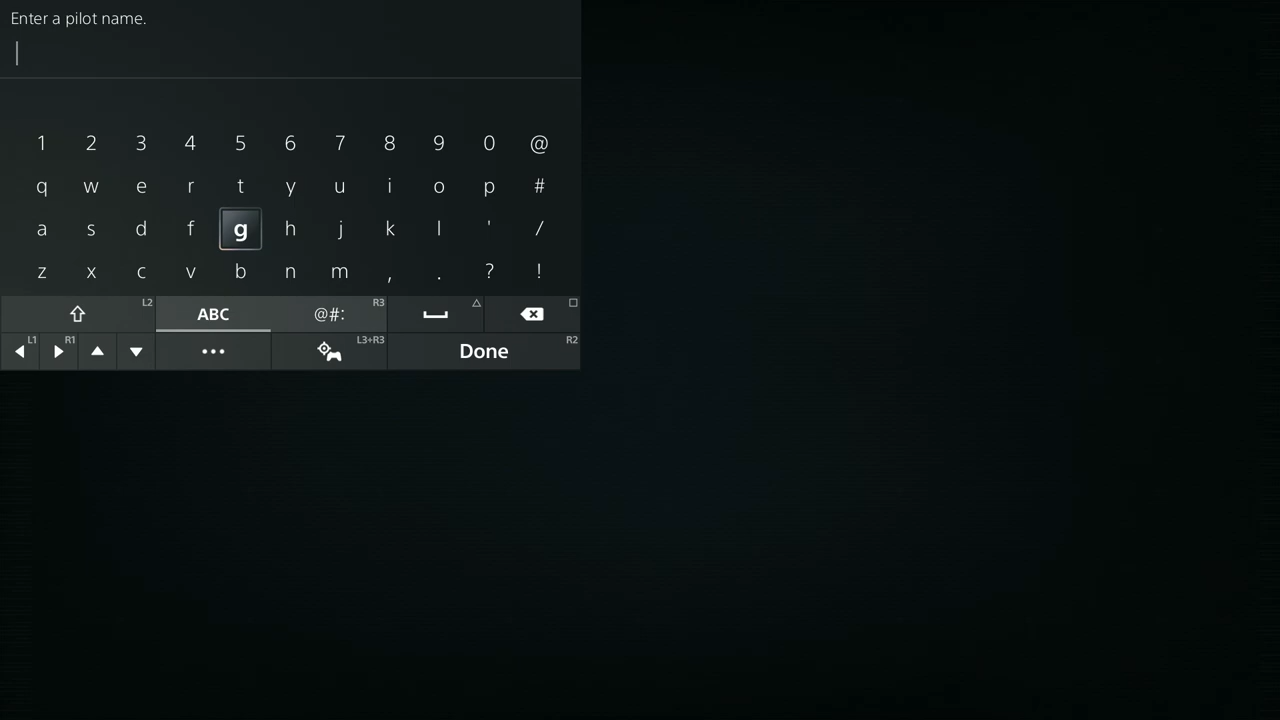 Enter a pilot name.
1 2 3 4 5 6 7 8 9 0 @
q w e r t y u i o p #
a s d f g h j k l ' /
z x c v b n m , . ? !
L2 ABC @#: R3 △ □
L1 R1 ... L3+R3 Done R2